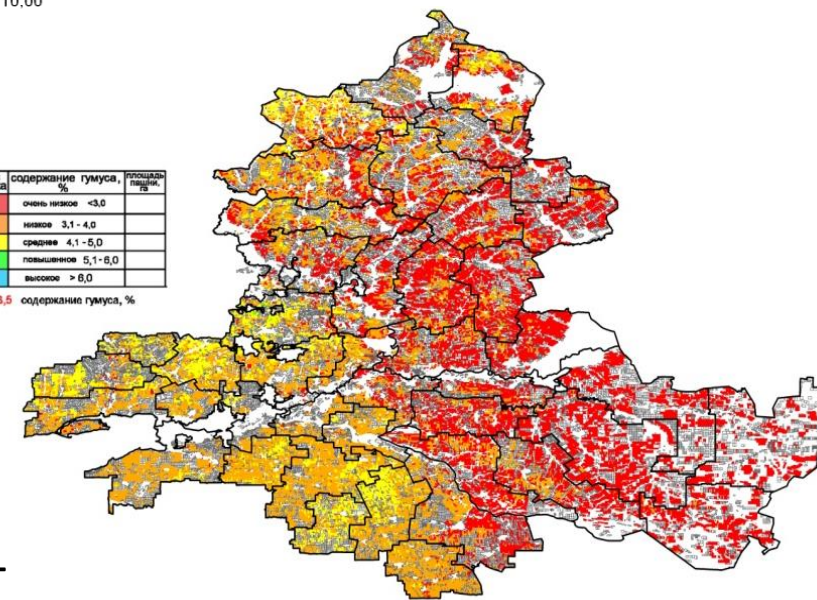 10,00
содержание гумуса, % площадь пашни, га
очень низкое <3,0
низкое 3,1 - 4,0
среднее 4,1 - 5,0
повышенное 5,1 - 6,0
высокое > 6,0
содержание гумуса, %